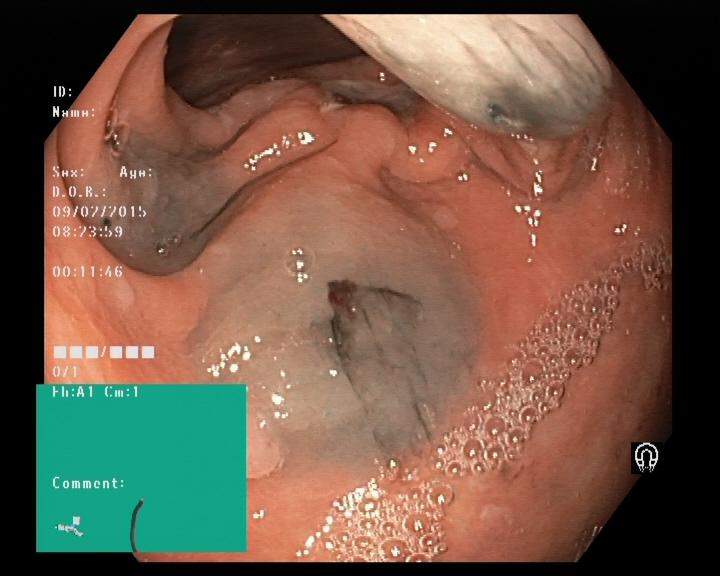 ID:
Name:
Sex: Age:
D.O.B.:
09/02/2015
08:23:59
00:11:46
■■■/■■■
0/1
Eh:A1 Cm:1
Comment: